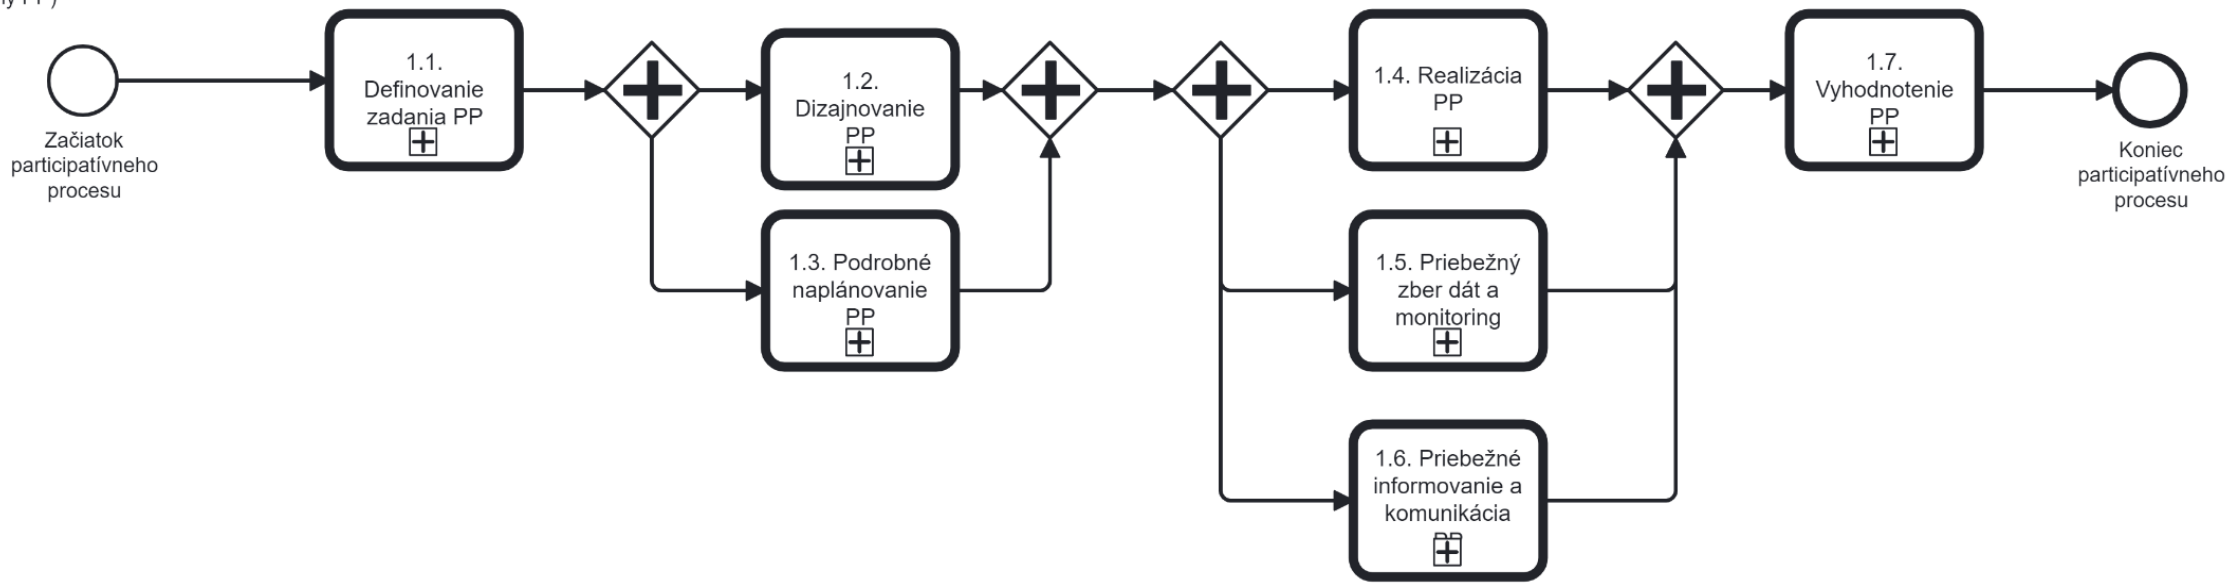 Začiatok
participatívneho
procesu
1.1.
Definovanie
zadania PP
1.2.
Dizajnovanie
PP
1.3. Podrobné
naplánovanie
PP
1.4. Realizácia
PP
1.5. Priebežný
zber dát a
monitoring
1.6. Priebežné
informovanie a
komunikácia
1.7.
Vyhodnotenie
PP
Koniec
participatívneho
procesu